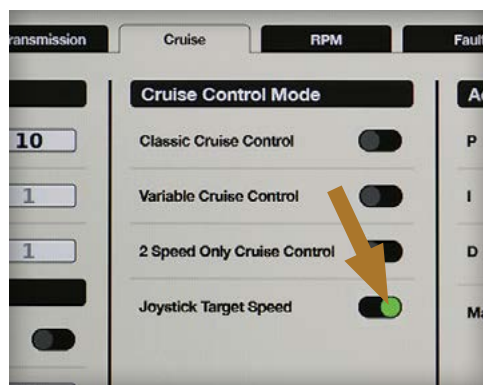 ransmission Cruise RPM Fault
Cruise Control Mode A
10 Classic Cruise Control P
1 Variable Cruise Control I
1 2 Speed Only Cruise Control D
Joystick Target Speed Ma